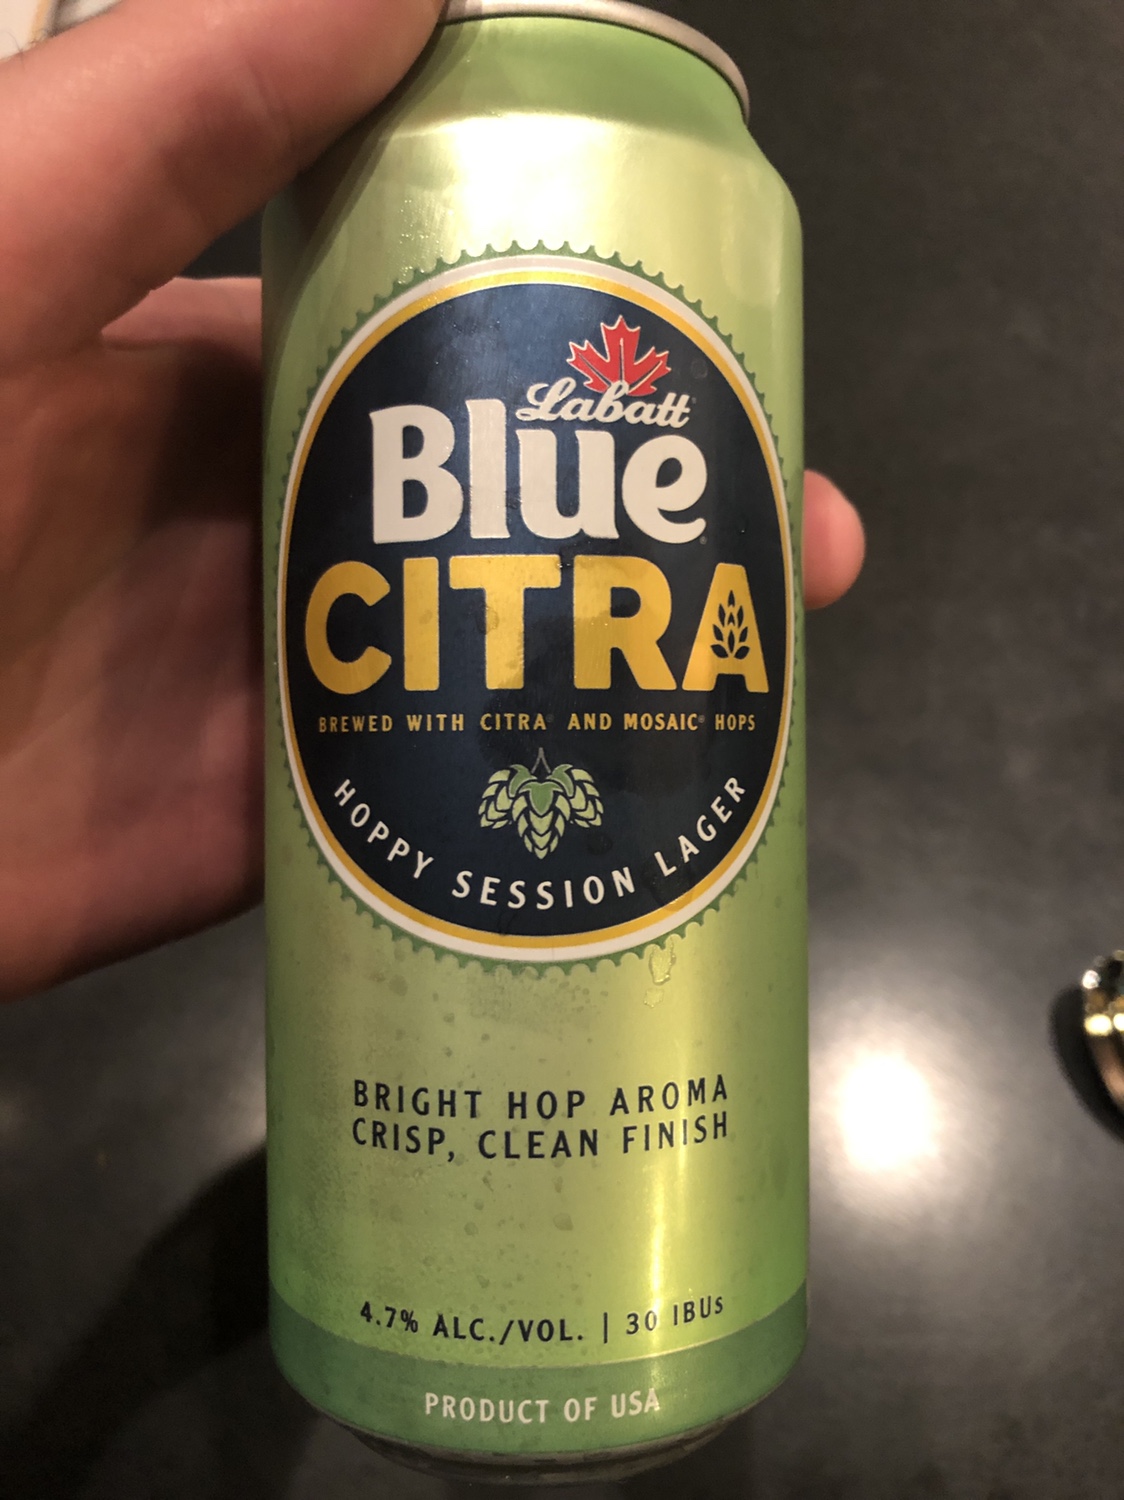 Labatt
Blue
CITRA
BREWED WITH CITRA® AND MOSAIC® HOPS
HOPPY SESSION LAGER
BRIGHT HOP AROMA
CRISP, CLEAN FINISH
4.7% ALC./VOL. | 30 IBUs
PRODUCT OF USA